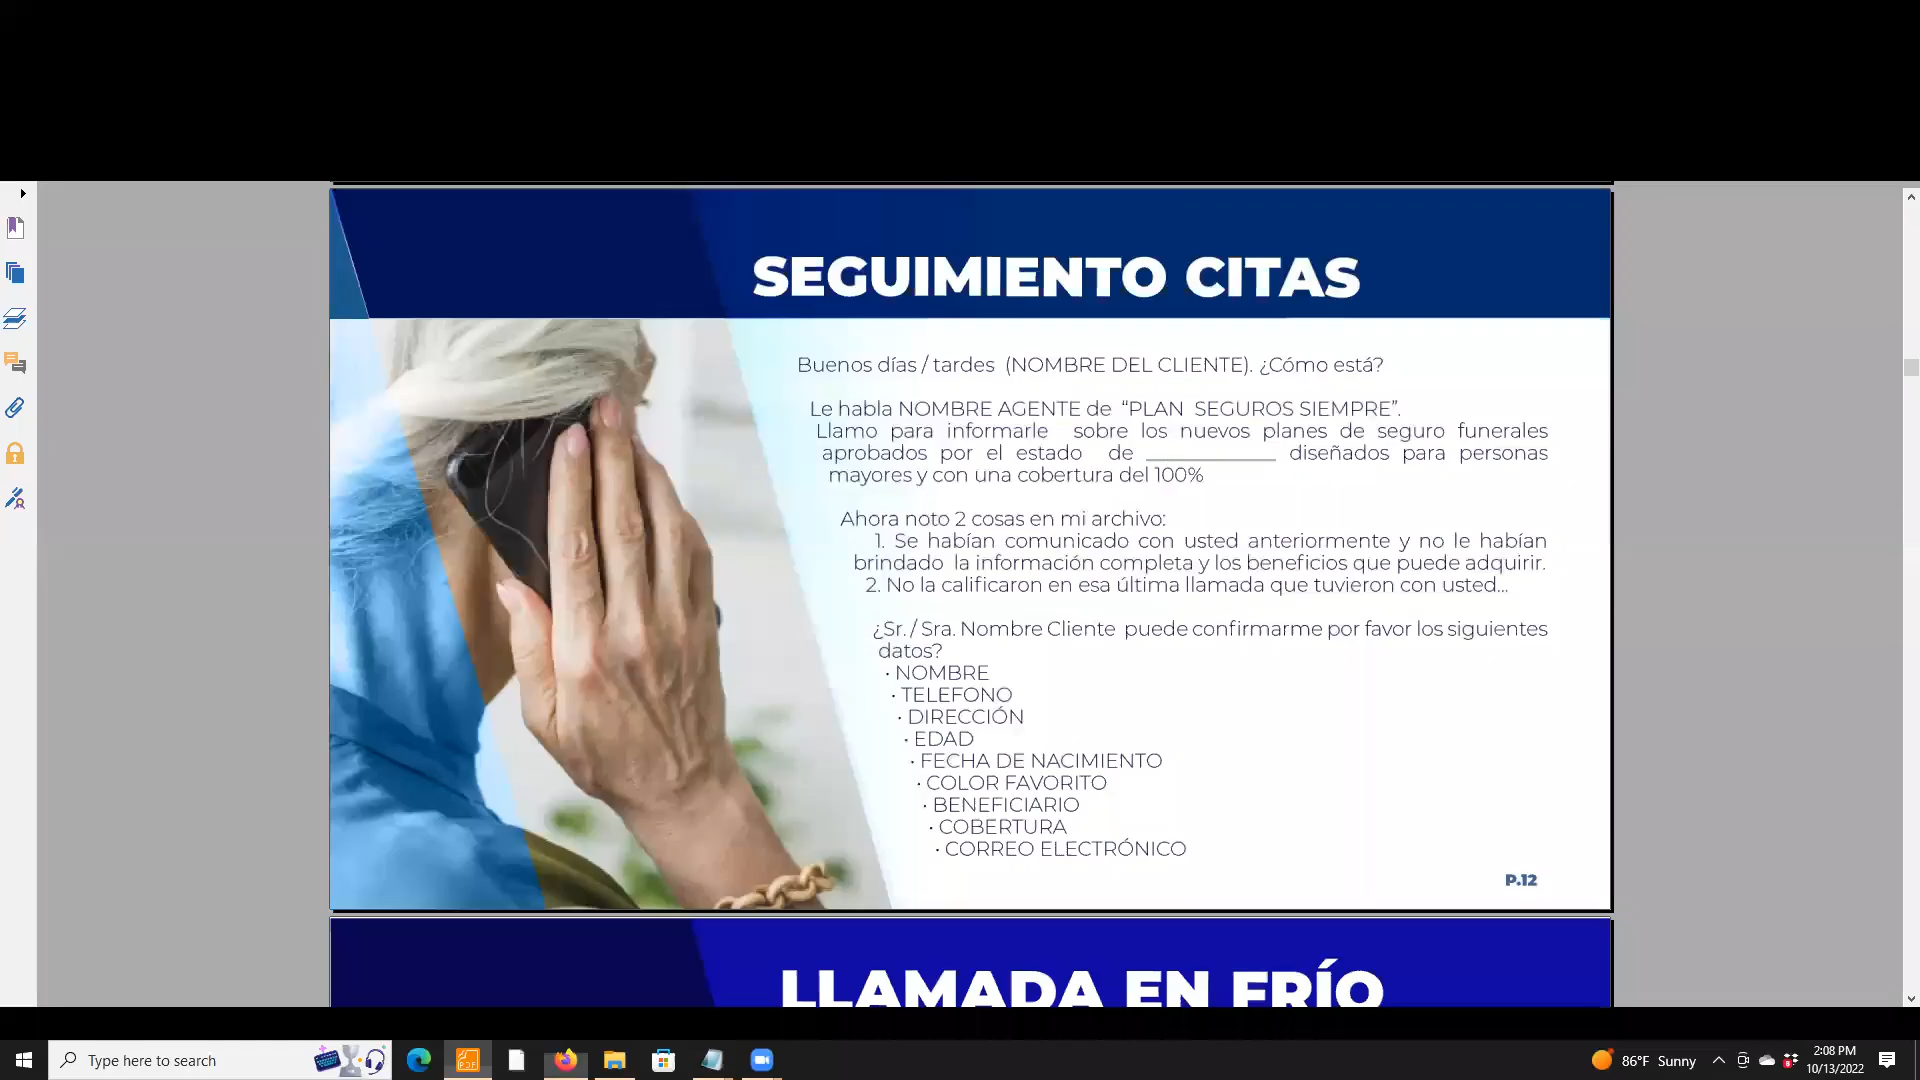 SEGUIMIENTO CITAS
Buenos días / tardes (NOMBRE DEL CLIENTE). ¿Cómo está?
Le habla NOMBRE AGENTE de “PLAN SEGUROS SIEMPRE”.
Llamo para informarle sobre los nuevos planes de seguro funerales
aprobados por el estado de ____________ diseñados para personas
mayores y con una cobertura del 100%
Ahora noto 2 cosas en mi archivo:
1. Se habían comunicado con usted anteriormente y no le habían
brindado la información completa y los beneficios que puede adquirir.
2. No la calificaron en esa última llamada que tuvieron con usted...
¿Sr. / Sra. Nombre Cliente puede confirmarme por favor los siguientes
datos?
• NOMBRE
• TELEFONO
• DIRECCIÓN
• EDAD
• FECHA DE NACIMIENTO
• COLOR FAVORITO
• BENEFICIARIO
• COBERTURA
• CORREO ELECTRÓNICO
P.12
LLAMADA EN FRÍO
Type here to search
86°F Sunny
2:08 PM
10/13/2022